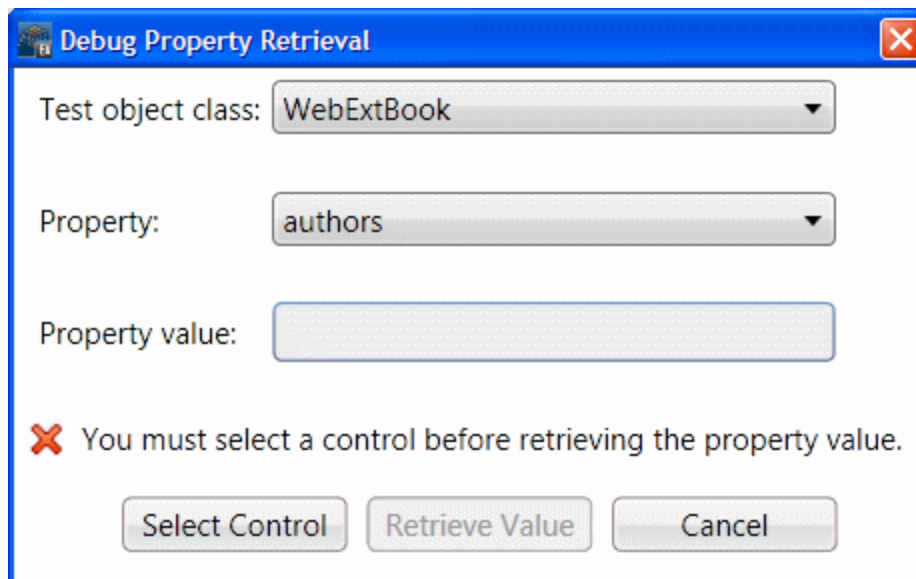 Debug Property Retrieval
Test object class: WebExtBook
Property: authors
Property value:
You must select a control before retrieving the property value.
Select Control Retrieve Value Cancel